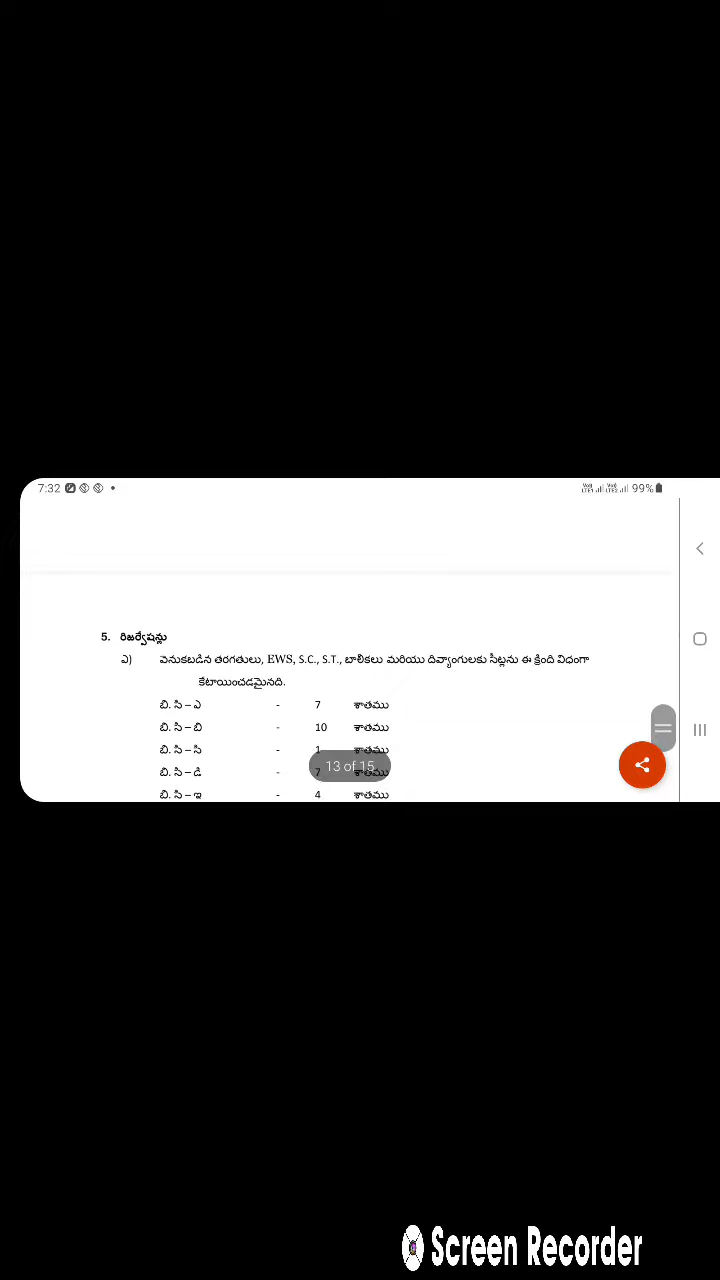 7:32
99%
5. రిజర్వేషన్లు
ఎ) వెనుకబడిన తరగతులు, EWS, S.C., S.T., బాలికలు మరియు దివ్యాంగులకు సీట్లను ఈ క్రింది విధంగా
కేటాయించడమైనది.
బి. సి – ఎ - 7 శాతము
బి. సి – బి - 10 శాతము
బి. సి – సి - 1 శాతము
13 of 15
బి. సి – డి - 7 శాతము
బి. సి – ఇ - 4 శాతము
Screen Recorder